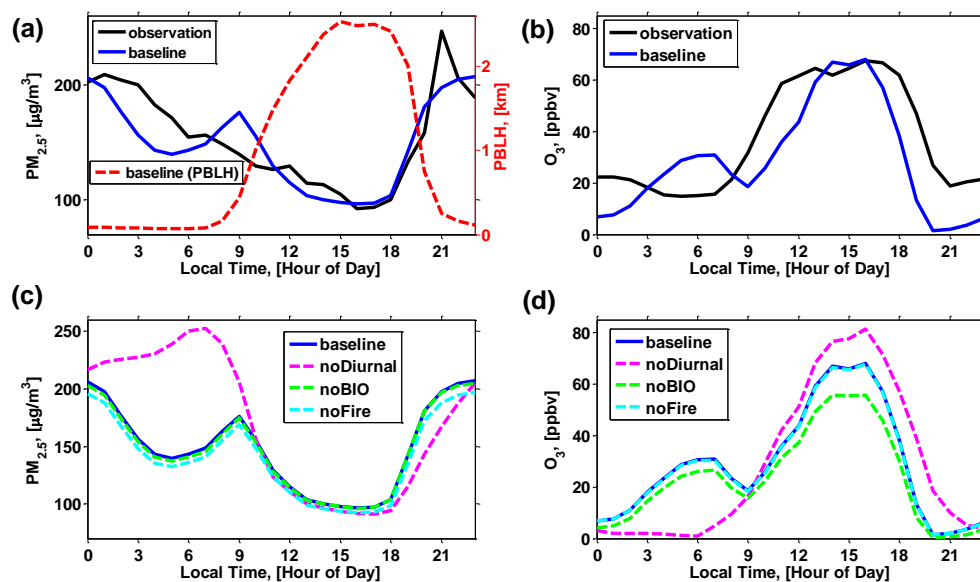 (a)
observation
baseline
baseline (PBLH)
PM2.5, [µg/m3]
200
100
PBLH, [km]
2
1
0
0 3 6 9 12 15 18 21
Local Time, [Hour of Day]
(b)
observation
baseline
O3, [ppbv]
80
60
40
20
0
0 3 6 9 12 15 18 21
Local Time, [Hour of Day]
(c)
baseline
noDiurnal
noBIO
noFire
PM2.5, [µg/m3]
250
200
150
100
0 3 6 9 12 15 18 21
Local Time, [Hour of Day]
(d)
baseline
noDiurnal
noBIO
noFire
O3, [ppbv]
80
60
40
20
0
0 3 6 9 12 15 18 21
Local Time, [Hour of Day]